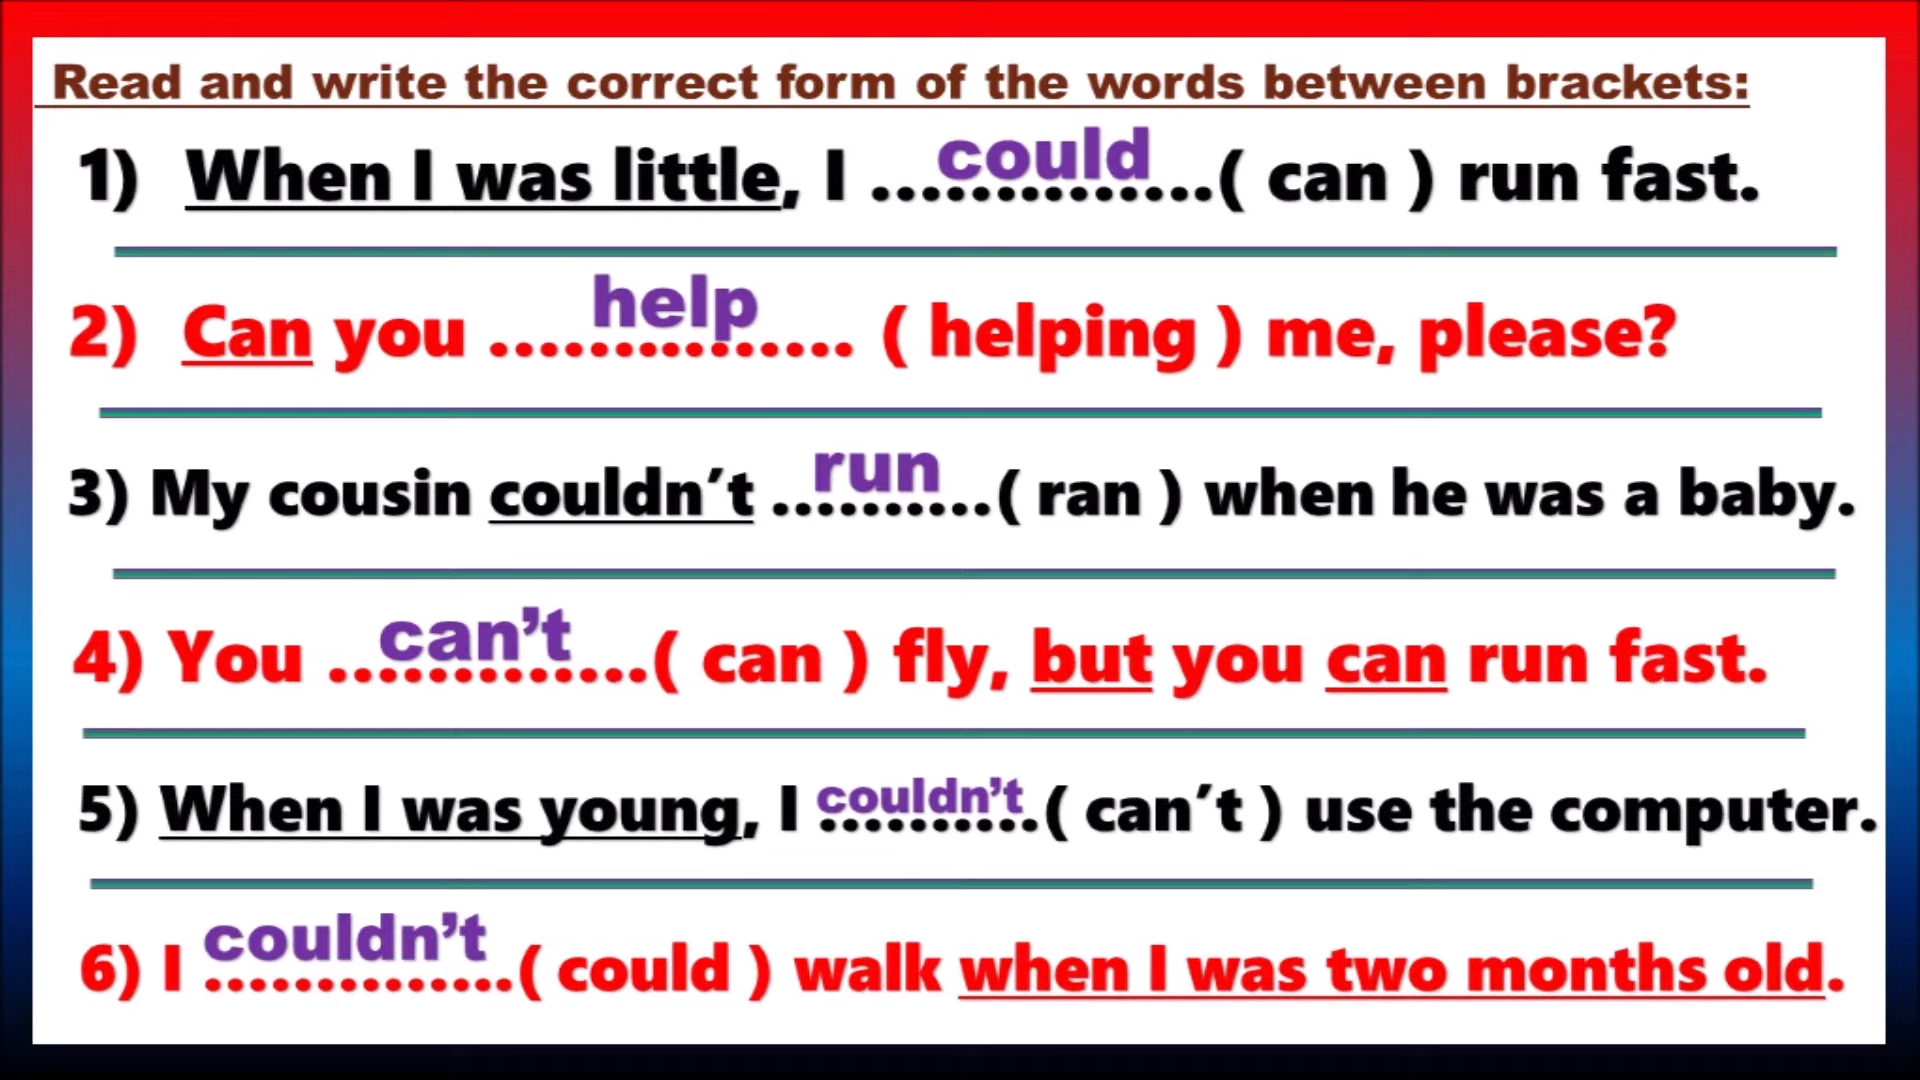 Read and write the correct form of the words between brackets:
1) When I was little, I ..............( can ) run fast.
could
2) Can you ............... ( helping ) me, please?
help
3) My cousin couldn’t ..........( ran ) when he was a baby.
run
4) You .............( can ) fly, but you can run fast.
can’t
5) When I was young, I ..........( can’t ) use the computer.
couldn’t
6) I .............( could ) walk when I was two months old.
couldn’t